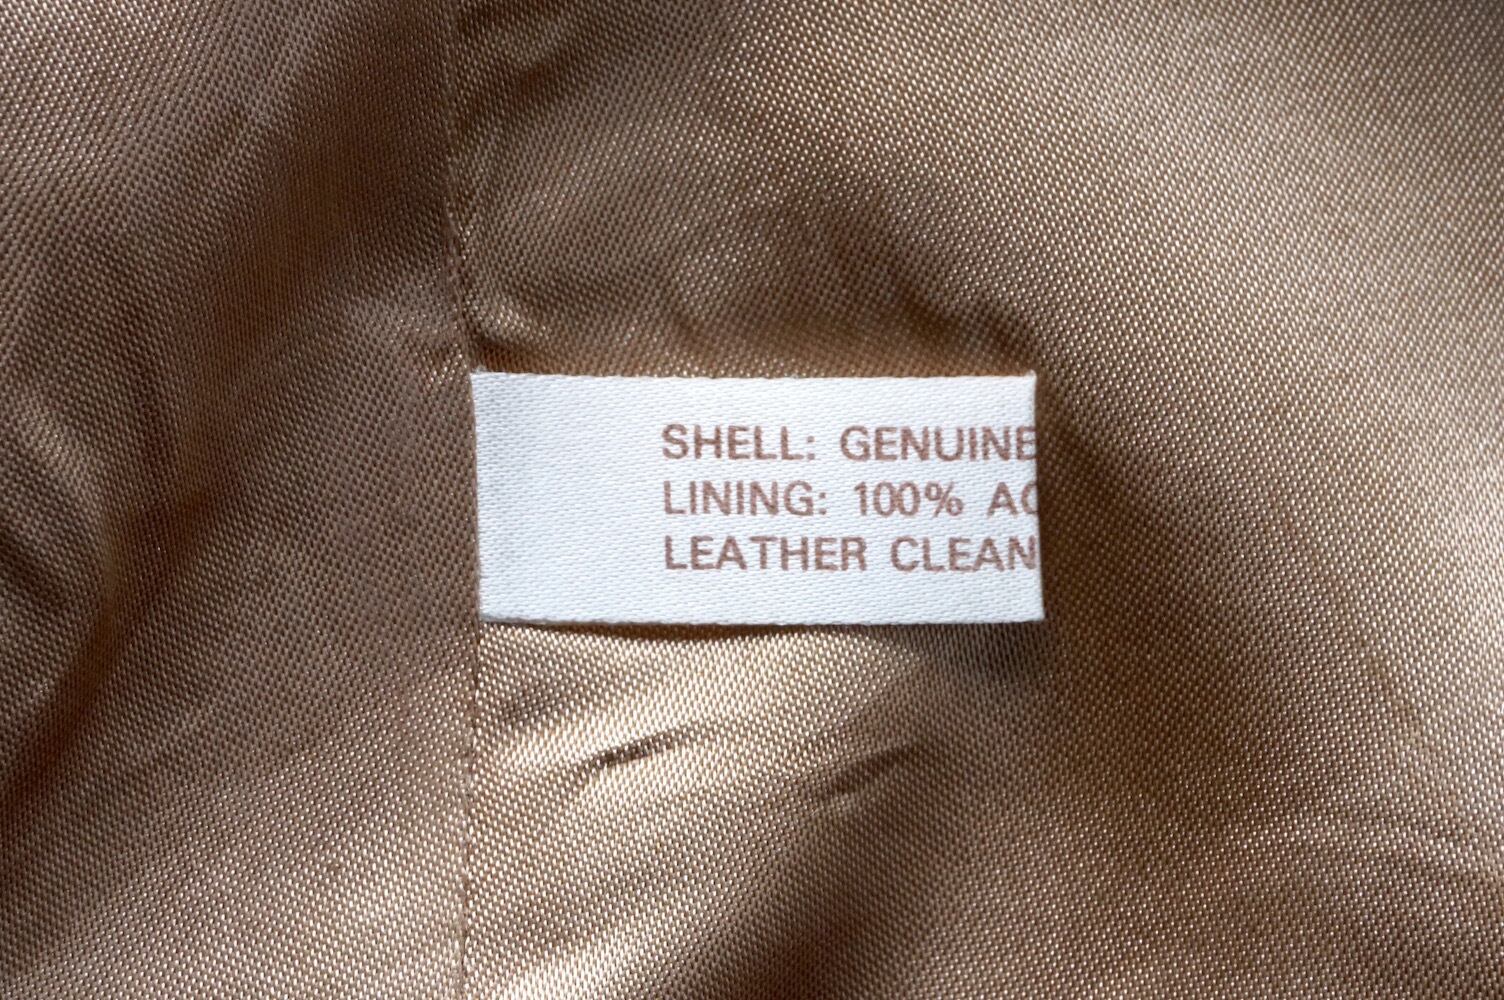 SHELL: GENUINE
LINING: 100% AC
LEATHER CLEAN